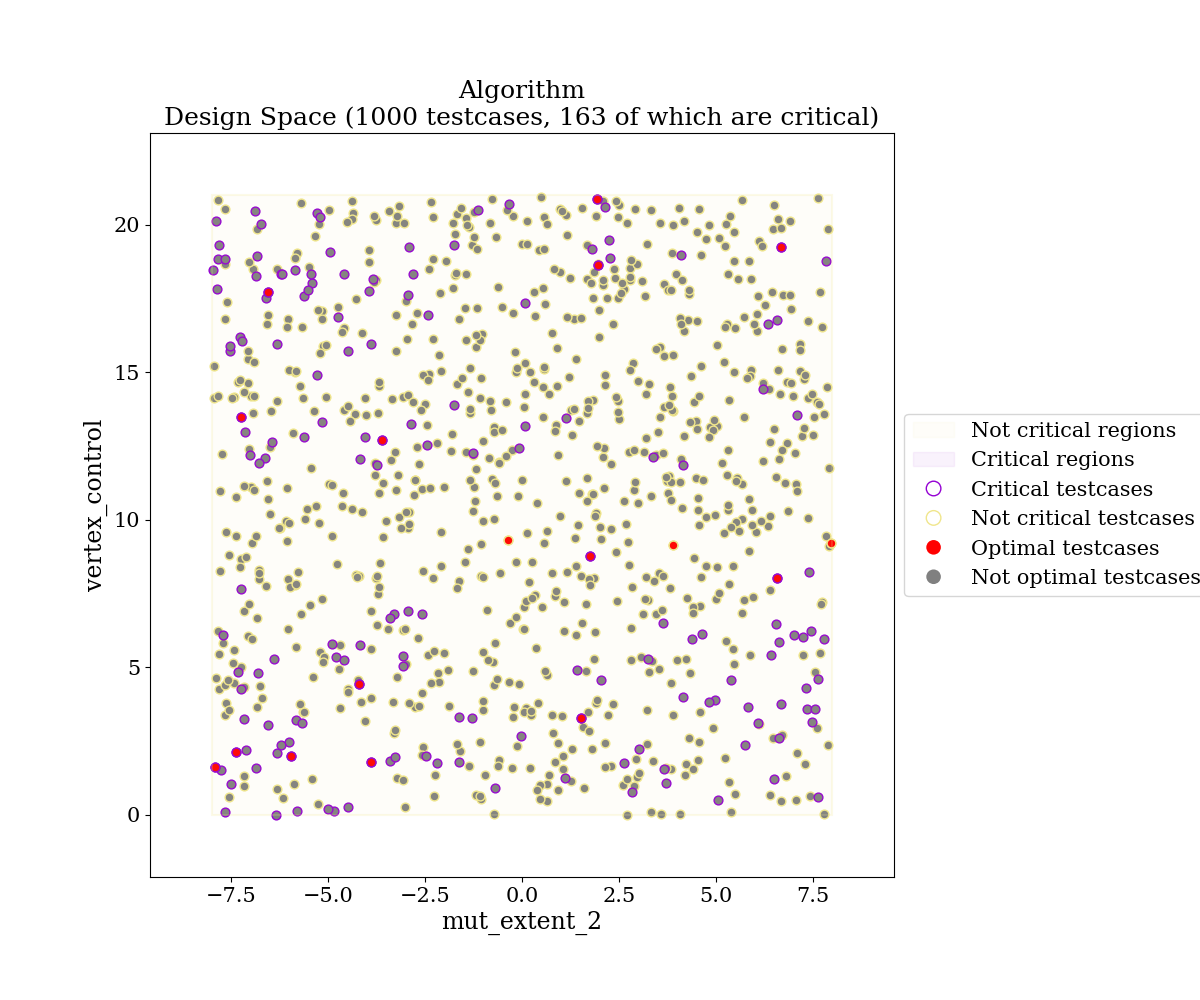 Algorithm
Design Space (1000 testcases, 163 of which are critical)
vertex_control
20
15
10
5
0
−7.5
−5.0
−2.5
0.0
2.5
5.0
7.5
mut_extent_2
Not critical regions
Critical regions
Critical testcases
Not critical testcases
Optimal testcases
Not optimal testcases